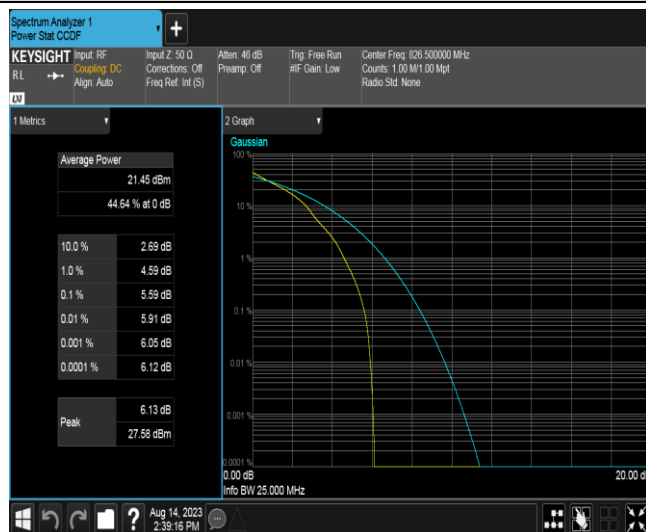 Spectrum Analyzer 1
Power Stat CCDF
+
KEYSIGHT Input: RF Input Z: 50 Ω Atten: 46 dB Trig: Free Run Center Freq: 826.500000 MHz
RL Coupling: DC Corrections: Off Preamp: Off #IF Gain: Low Counts: 1.00 M/1.00 Mpt
Align: Auto Freq Ref: Int (S) Radio Std: None
LXI
1 Metrics
2 Graph
Gaussian
Average Power
21.45 dBm
44.64 % at 0 dB
10.0 % 2.69 dB
1.0 % 4.59 dB
0.1 % 5.59 dB
0.01 % 5.91 dB
0.001 % 6.05 dB
0.0001 % 6.12 dB
Peak 6.13 dB
27.58 dBm
100 %
10 %
1 %
0.1 %
0.01 %
0.001 %
0.0001 %
0.00 dB
20.00 d
Info BW 25.000 MHz
? Aug 14, 2023
2:39:16 PM